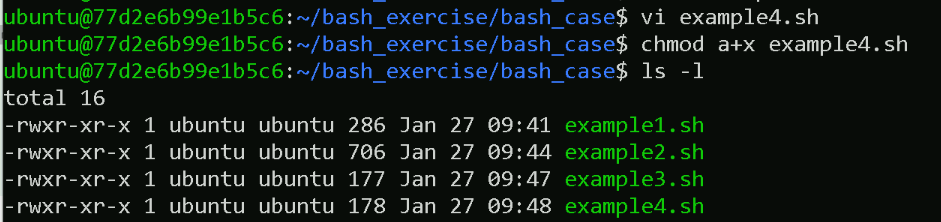 ubuntu@77d2e6b99e1b5c6:~/bash_exercise/bash_case$ vi example4.sh
ubuntu@77d2e6b99e1b5c6:~/bash_exercise/bash_case$ chmod a+x example4.sh
ubuntu@77d2e6b99e1b5c6:~/bash_exercise/bash_case$ ls -l
total 16
-rwxr-xr-x 1 ubuntu ubuntu 286 Jan 27 09:41 example1.sh
-rwxr-xr-x 1 ubuntu ubuntu 706 Jan 27 09:44 example2.sh
-rwxr-xr-x 1 ubuntu ubuntu 177 Jan 27 09:47 example3.sh
-rwxr-xr-x 1 ubuntu ubuntu 178 Jan 27 09:48 example4.sh